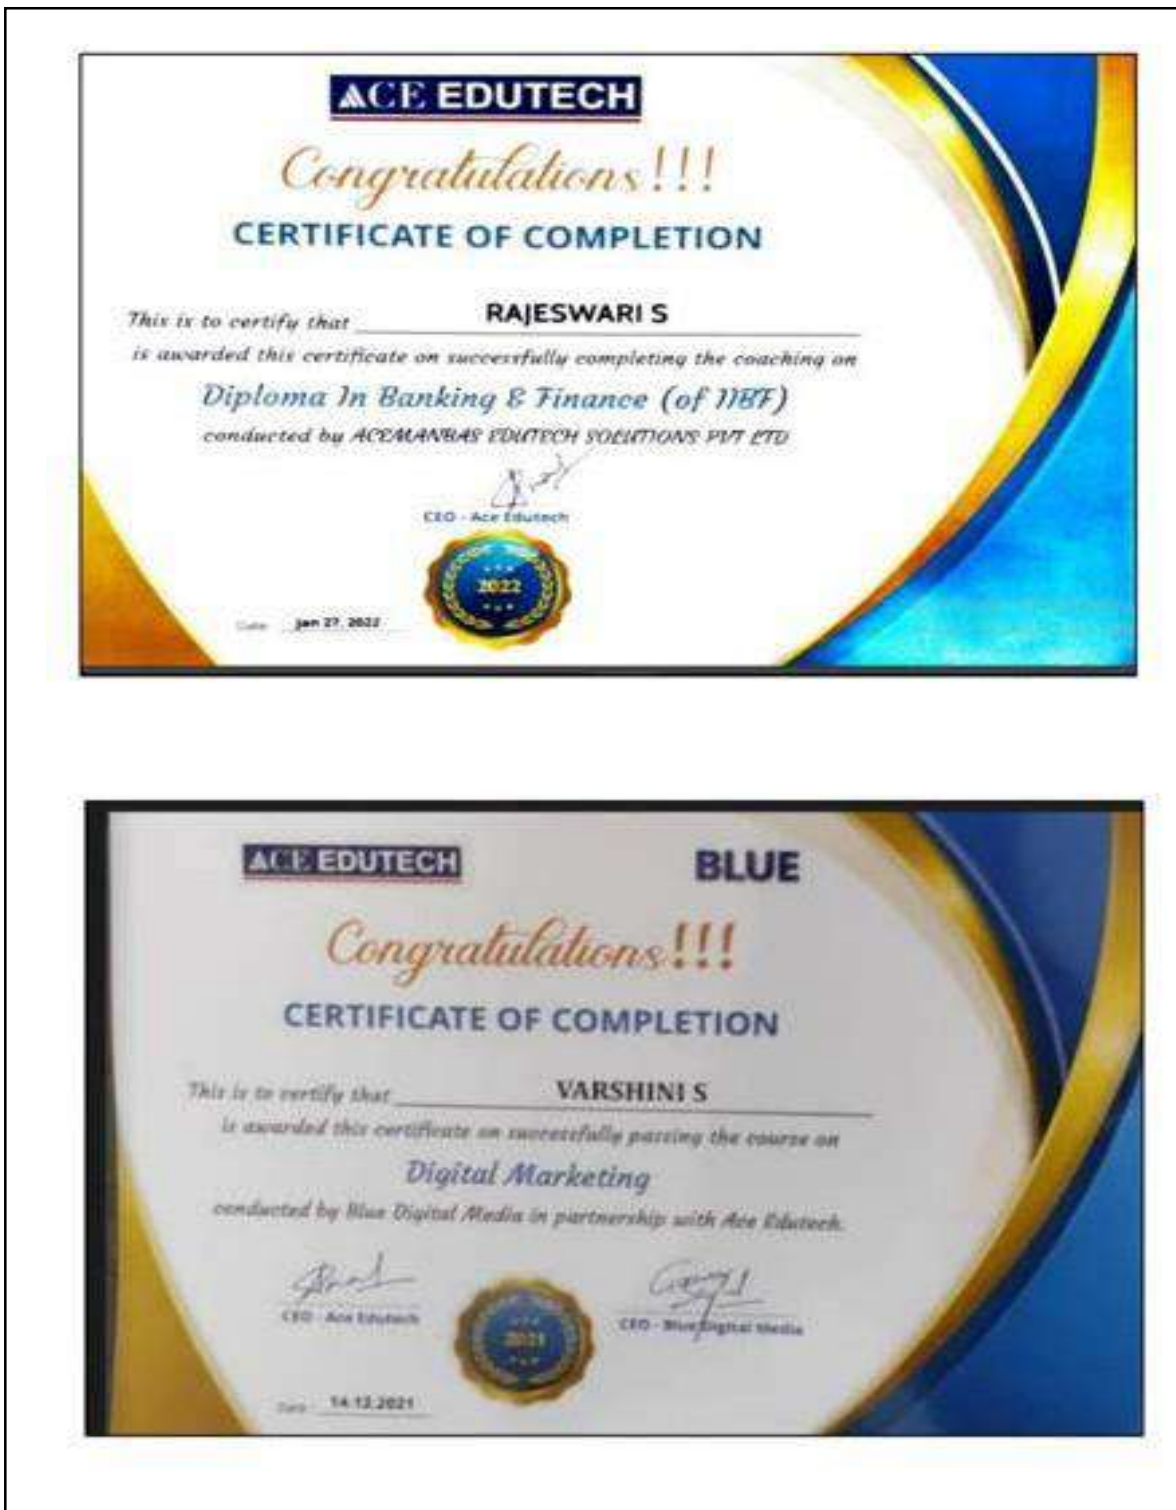 ACE EDUTECH
Congratulations!!!
CERTIFICATE OF COMPLETION
This is to certify that RAJESWARI S
is awarded this certificate on successfully completing the coaching on
Diploma In Banking & Finance (of IIBF)
conducted by ACEMANBAS EDUTECH SOLUTIONS PVT LTD
CEO - Ace Edutech
2022
Date: Jan 27, 2022
ACE EDUTECH BLUE
Congratulations!!!
CERTIFICATE OF COMPLETION
This is to certify that VARSHINI S
is awarded this certificate on successfully passing the course on
Digital Marketing
conducted by Blue Digital Media in partnership with Ace Edutech.
CEO - Ace Edutech CEO - Blue Digital Media
2021
Date 14.12.2021